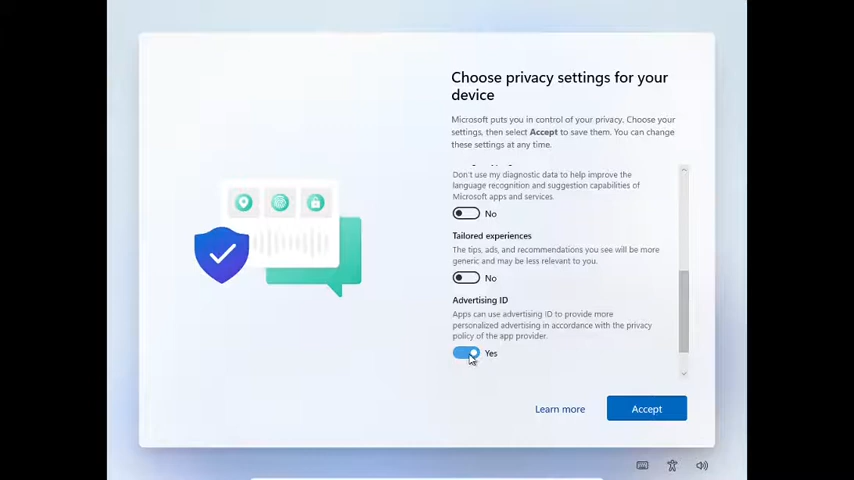 Choose privacy settings for your
device
Microsoft puts you in control of your privacy. Choose your
settings, then select Accept to save them. You can change
these settings at any time.
Don't use my diagnostic data to help improve the
language recognition and suggestion capabilities of
Microsoft apps and services.
No
Tailored experiences
The tips, ads, and recommendations you see will be more
generic and may be less relevant to you.
No
Advertising ID
Apps can use advertising ID to provide more
personalized advertising in accordance with the privacy
policy of the app provider.
Yes
Learn more
Accept